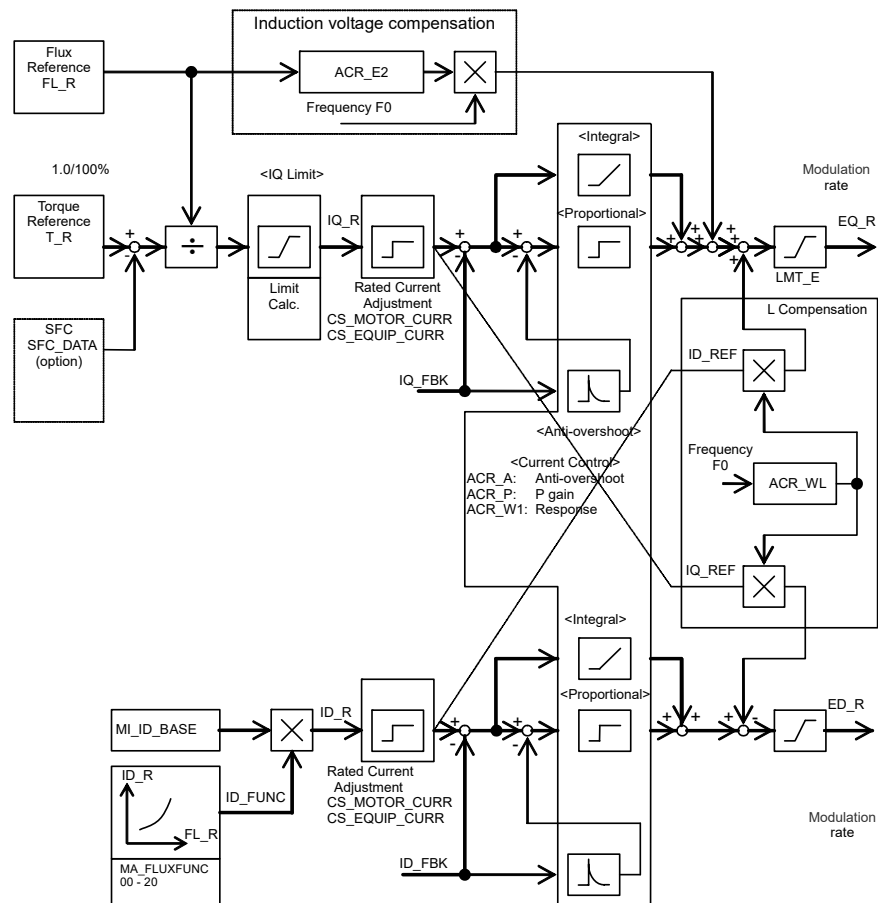 Induction voltage compensation
Flux
Reference
FL_R
ACR_E2
Frequency F0
<Integral>
1.0/100%
<IQ Limit>
Modulation
rate
<Proportional>
Torque
Reference
T_R
+
-
÷
IQ_R
+
-
+
-
+
+
+
+
+
+
EQ_R
Limit
Calc.
Rated Current
Adjustment
CS_MOTOR_CURR
CS_EQUIP_CURR
LMT_E
L Compensation
SFC
SFC_DATA
(option)
ID_REF
IQ_FBK
<Anti-overshoot>
<Current Control>
ACR_A: Anti-overshoot
ACR_P: P gain
ACR_W1: Response
Frequency
F0
ACR_WL
IQ_REF
<Integral>
<Proportional>
MI_ID_BASE
ID_R
+
-
+
-
+
+
+
-
ED_R
Rated Current
Adjustment
CS_MOTOR_CURR
CS_EQUIP_CURR
ID_R
ID_FUNC
FL_R
Modulation
rate
MA_FLUXFUNC
00 - 20
ID_FBK